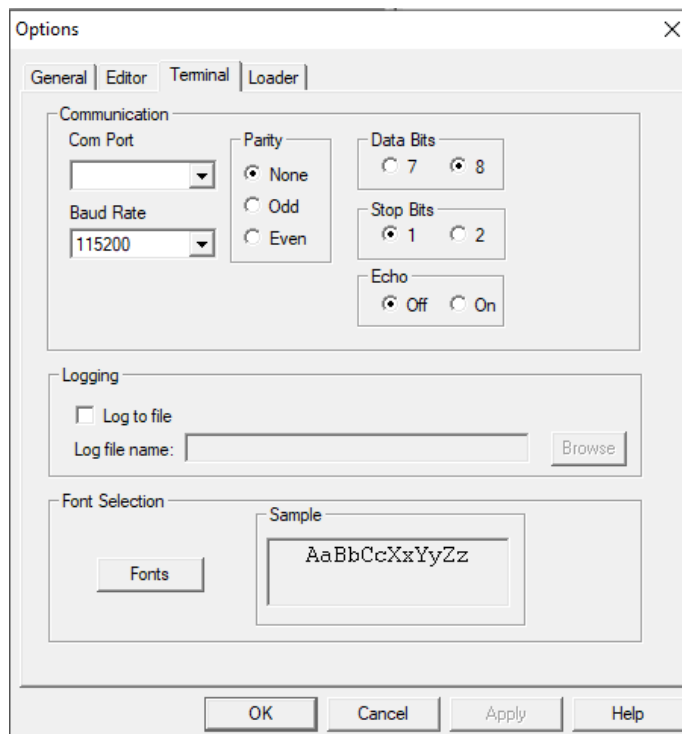 Options
General Editor Terminal Loader
Communication
Com Port
Baud Rate
115200
Parity
None
Odd
Even
Data Bits
7 8
Stop Bits
1 2
Echo
Off On
Logging
Log to file
Log file name:
Browse
Font Selection
Fonts
Sample
AaBbCcXxYyZz
OK Cancel Apply Help